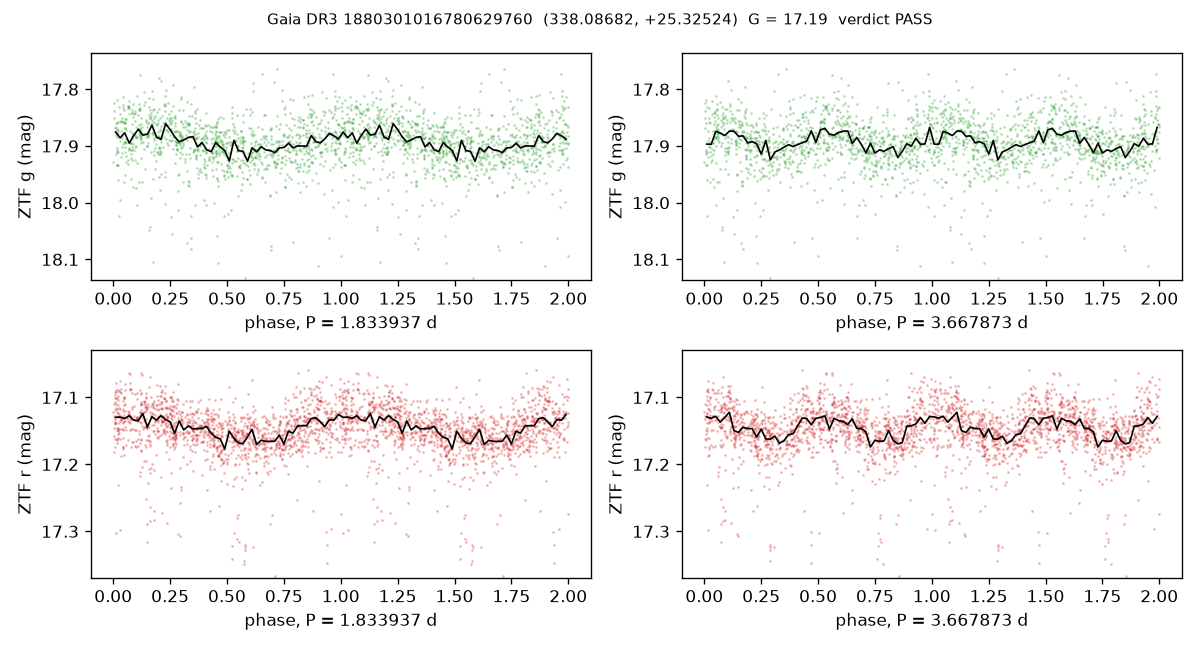 Gaia DR3 1880301016780629760 (338.08682, +25.32524) G = 17.19 verdict PASS
ZTF g (mag)
17.8
17.9
18.0
18.1
0.00 0.25 0.50 0.75 1.00 1.25 1.50 1.75 2.00
phase, P = 1.833937 d
ZTF g (mag)
17.8
17.9
18.0
18.1
0.00 0.25 0.50 0.75 1.00 1.25 1.50 1.75 2.00
phase, P = 3.667873 d
ZTF r (mag)
17.1
17.2
17.3
0.00 0.25 0.50 0.75 1.00 1.25 1.50 1.75 2.00
phase, P = 1.833937 d
ZTF r (mag)
17.1
17.2
17.3
0.00 0.25 0.50 0.75 1.00 1.25 1.50 1.75 2.00
phase, P = 3.667873 d